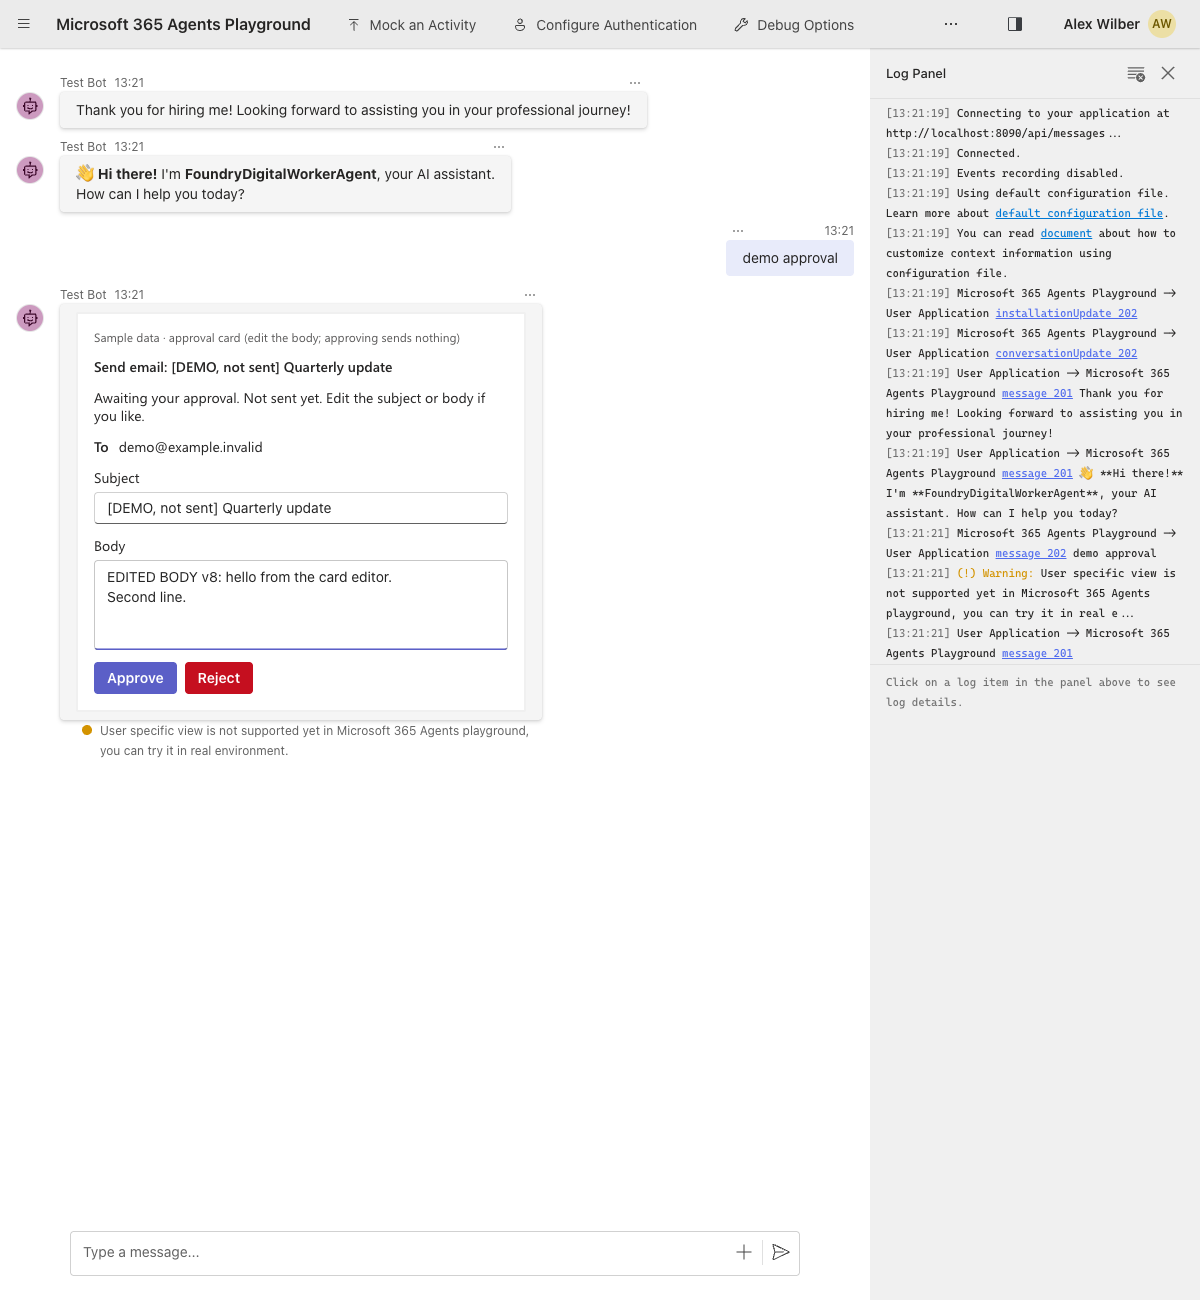 Microsoft 365 Agents Playground
Mock an Activity
Configure Authentication
Debug Options
Alex Wilber
AW
Test Bot 13:21
Thank you for hiring me! Looking forward to assisting you in your professional journey!
Test Bot 13:21
👋 Hi there! I'm FoundryDigitalWorkerAgent, your AI assistant.
How can I help you today?
13:21
demo approval
Test Bot 13:21
Sample data · approval card (edit the body; approving sends nothing)
Send email: [DEMO, not sent] Quarterly update
Awaiting your approval. Not sent yet. Edit the subject or body if
you like.
To demo@example.invalid
Subject
[DEMO, not sent] Quarterly update
Body
EDITED BODY v8: hello from the card editor.
Second line.
Approve
Reject
User specific view is not supported yet in Microsoft 365 Agents playground,
you can try it in real environment.
Type a message...
Log Panel
[13:21:19] Connecting to your application at
http://localhost:8090/api/messages...
[13:21:19] Connected.
[13:21:19] Events recording disabled.
[13:21:19] Using default configuration file.
Learn more about default configuration file.
[13:21:19] You can read document about how to
customize context information using
configuration file.
[13:21:19] Microsoft 365 Agents Playground →
User Application installationUpdate 202
[13:21:19] Microsoft 365 Agents Playground →
User Application conversationUpdate 202
[13:21:19] User Application → Microsoft 365
Agents Playground message 201 Thank you for
hiring me! Looking forward to assisting you in
your professional journey!
[13:21:19] User Application → Microsoft 365
Agents Playground message 201 👋 **Hi there!**
I'm **FoundryDigitalWorkerAgent**, your AI
assistant. How can I help you today?
[13:21:21] Microsoft 365 Agents Playground →
User Application message 202 demo approval
[13:21:21] (!) Warning: User specific view is
not supported yet in Microsoft 365 Agents
playground, you can try it in real e...
[13:21:21] User Application → Microsoft 365
Agents Playground message 201
Click on a log item in the panel above to see
log details.